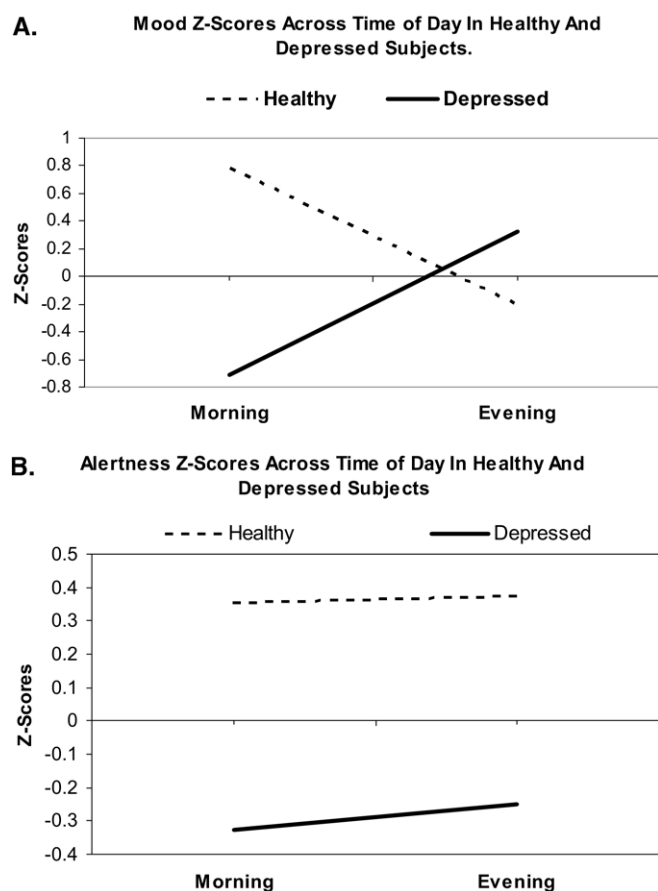 A.
Mood Z-Scores Across Time of Day In Healthy And
Depressed Subjects.
Healthy Depressed
1
0.8
0.6
0.4
0.2
0
-0.2
-0.4
-0.6
-0.8
Z-Scores
Morning Evening
B.
Alertness Z-Scores Across Time of Day In Healthy And
Depressed Subjects
Healthy Depressed
0.5
0.4
0.3
0.2
0.1
0
-0.1
-0.2
-0.3
-0.4
Z-Scores
Morning Evening